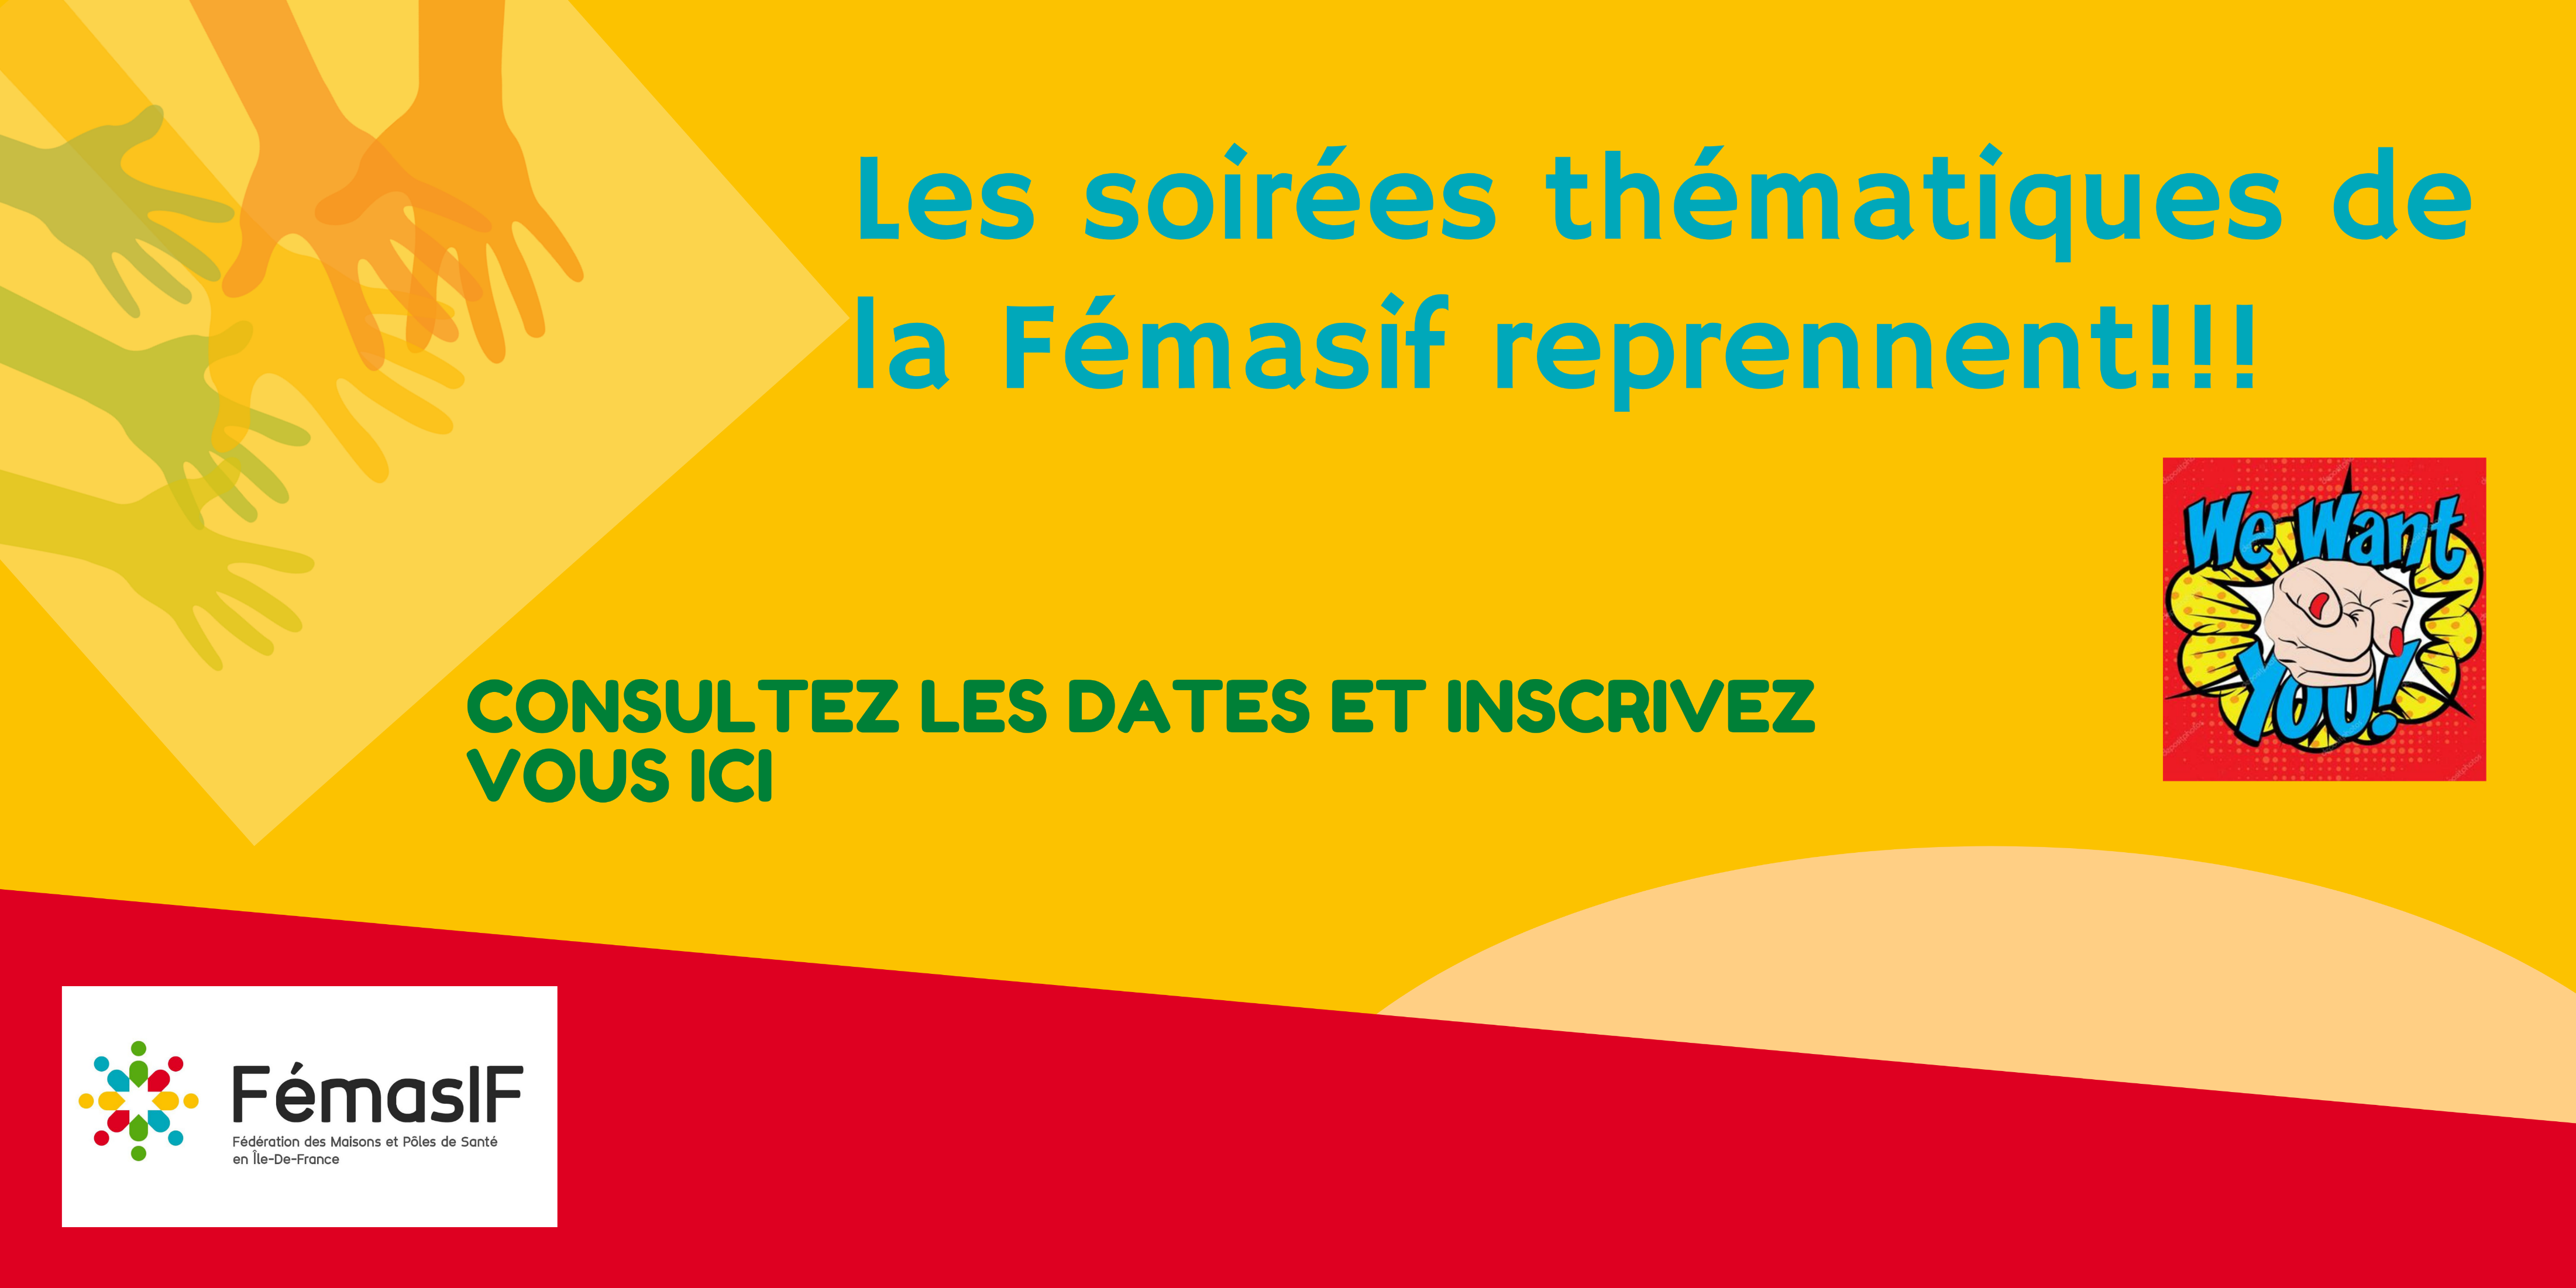 Les soirées thématiques de
la Fémasif reprennent!!!
We Want
You!
CONSULTEZ LES DATES ET INSCRIVEZ
VOUS ICI
FémasIF
Fédération des Maisons et Pôles de Santé
en Île-De-France